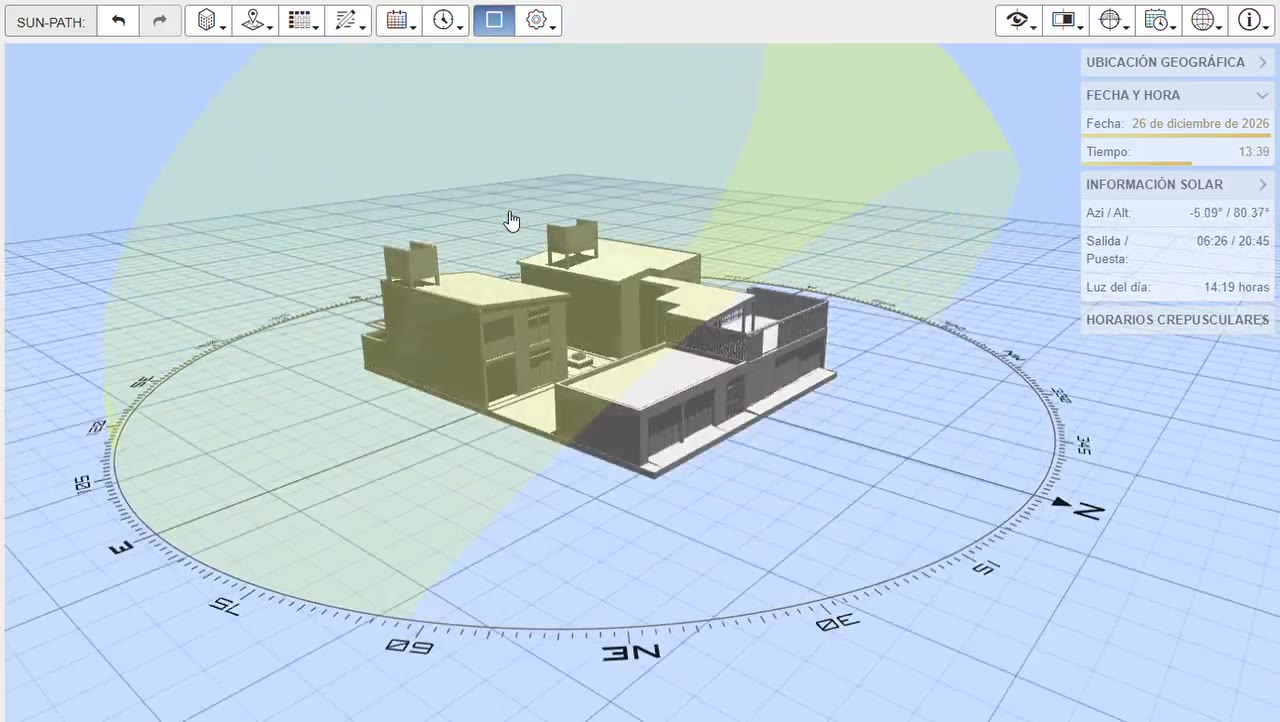 SUN-PATH:
UBICACIÓN GEOGRÁFICA
FECHA Y HORA
Fecha: 26 de diciembre de 2026
Tiempo: 13:39
INFORMACIÓN SOLAR
Azi / Alt: -5.09° / 80.37°
Salida / Puesta: 06:26 / 20:45
Luz del día: 14:19 horas
HORARIOS CREPUSCULARES
345
N
15
30
NE
60
75
E
105